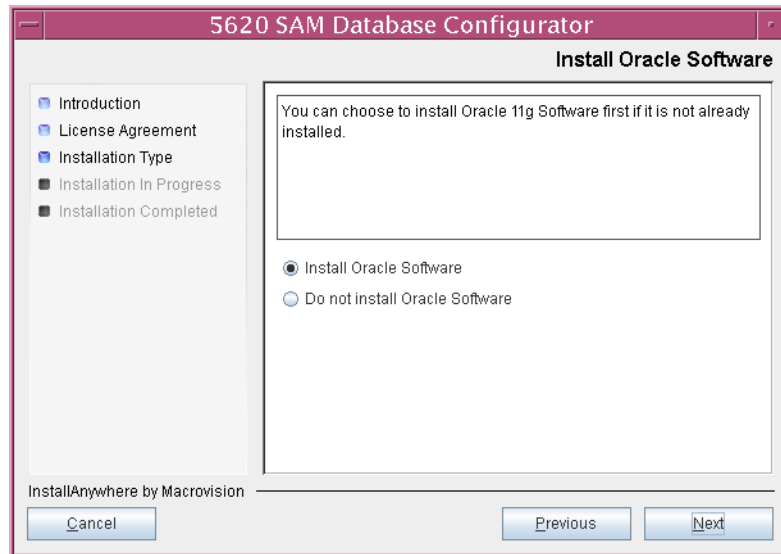 5620 SAM Database Configurator
Install Oracle Software
Introduction
License Agreement
Installation Type
Installation In Progress
Installation Completed
You can choose to install Oracle 11g Software first if it is not already
installed.
Install Oracle Software
Do not install Oracle Software
InstallAnywhere by Macrovision
Cancel
Previous
Next